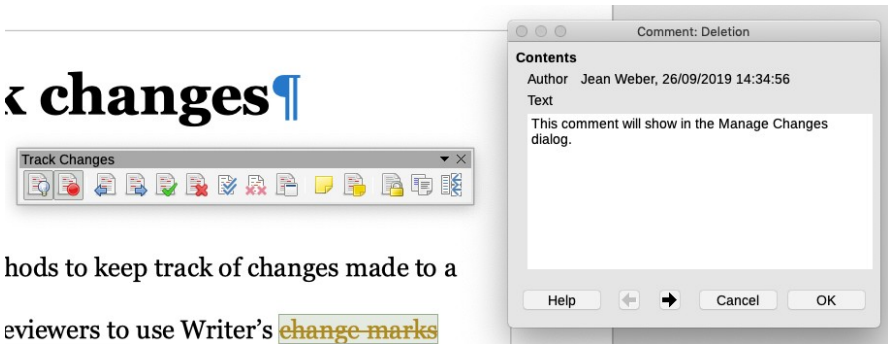 k changes¶
Track Changes
hods to keep track of changes made to a
eviewers to use Writer’s change marks
Comment: Deletion
Contents
Author Jean Weber, 26/09/2019 14:34:56
Text
This comment will show in the Manage Changes
dialog.
Help Cancel OK